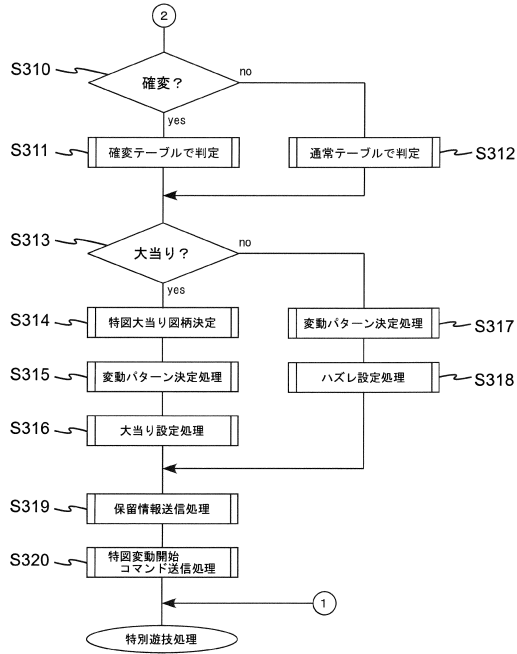 2
S310
確変？
no
yes
S311
確変テーブルで判定
通常テーブルで判定
S312
S313
大当り？
no
yes
S314
特図大当り図柄決定
変動パターン決定処理
S317
S315
変動パターン決定処理
ハズレ設定処理
S318
S316
大当り設定処理
S319
保留情報送信処理
S320
特図変動開始
コマンド送信処理
1
特別遊技処理